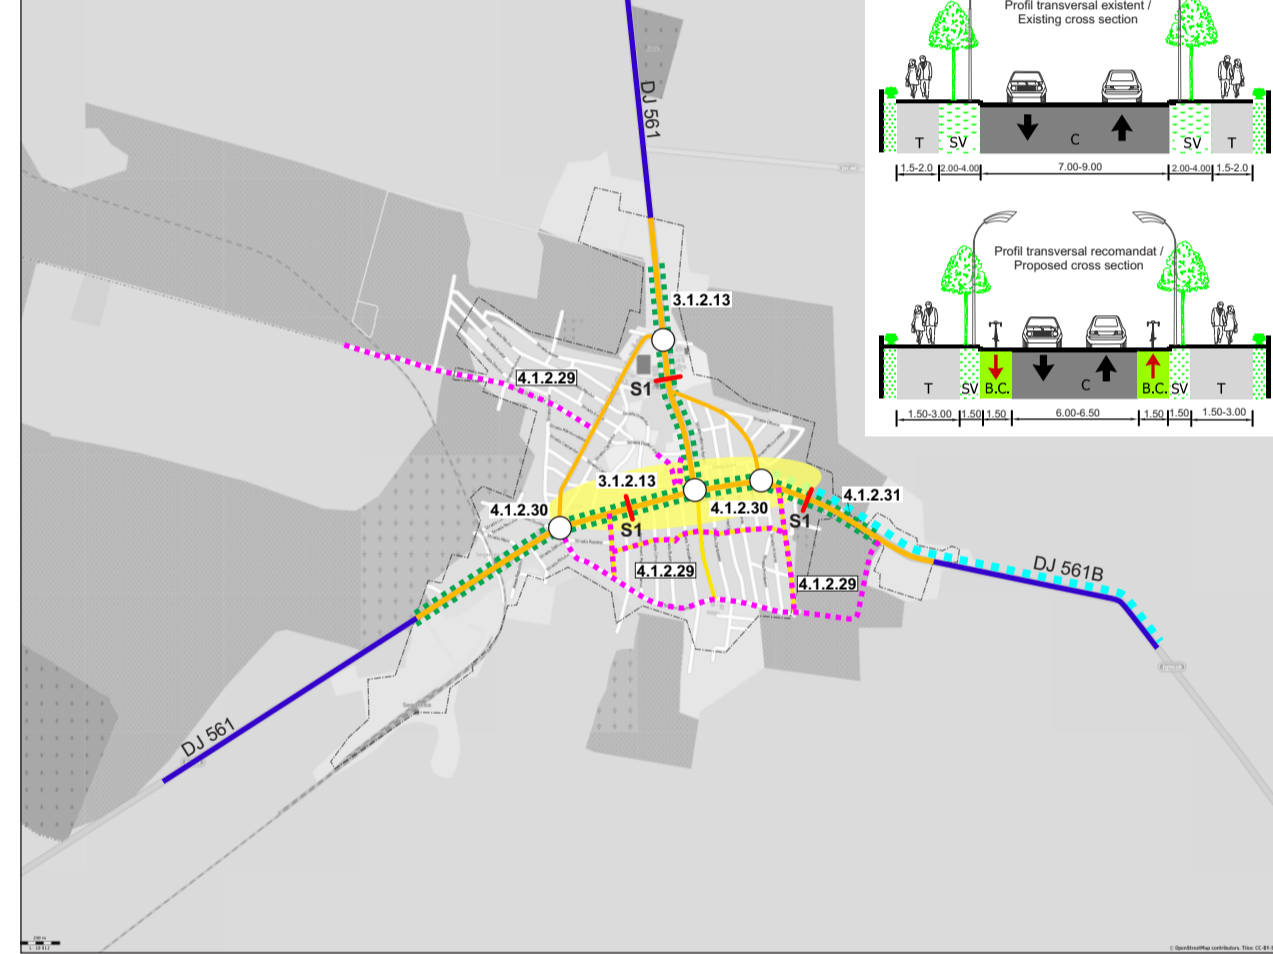 Profil transversal existent /
Existing cross section
T
SV
C
SV
T
1.5-2.0
2.00-4.00
7.00-9.00
2.00-4.00
1.5-2.0
Profil transversal recomandat /
Proposed cross section
T
SV
B.C.
C
B.C.
SV
T
1.50-3.00
1.50
1.50
6.00-6.50
1.50
1.50
1.50-3.00
DJ 561
3.1.2.13
4.1.2.29
S1
3.1.2.13
4.1.2.30
S1
4.1.2.30
S1
4.1.2.31
4.1.2.29
4.1.2.29
DJ 561B
DJ 561
© OpenStreetMap contributors. Tiles: CC-BY-S